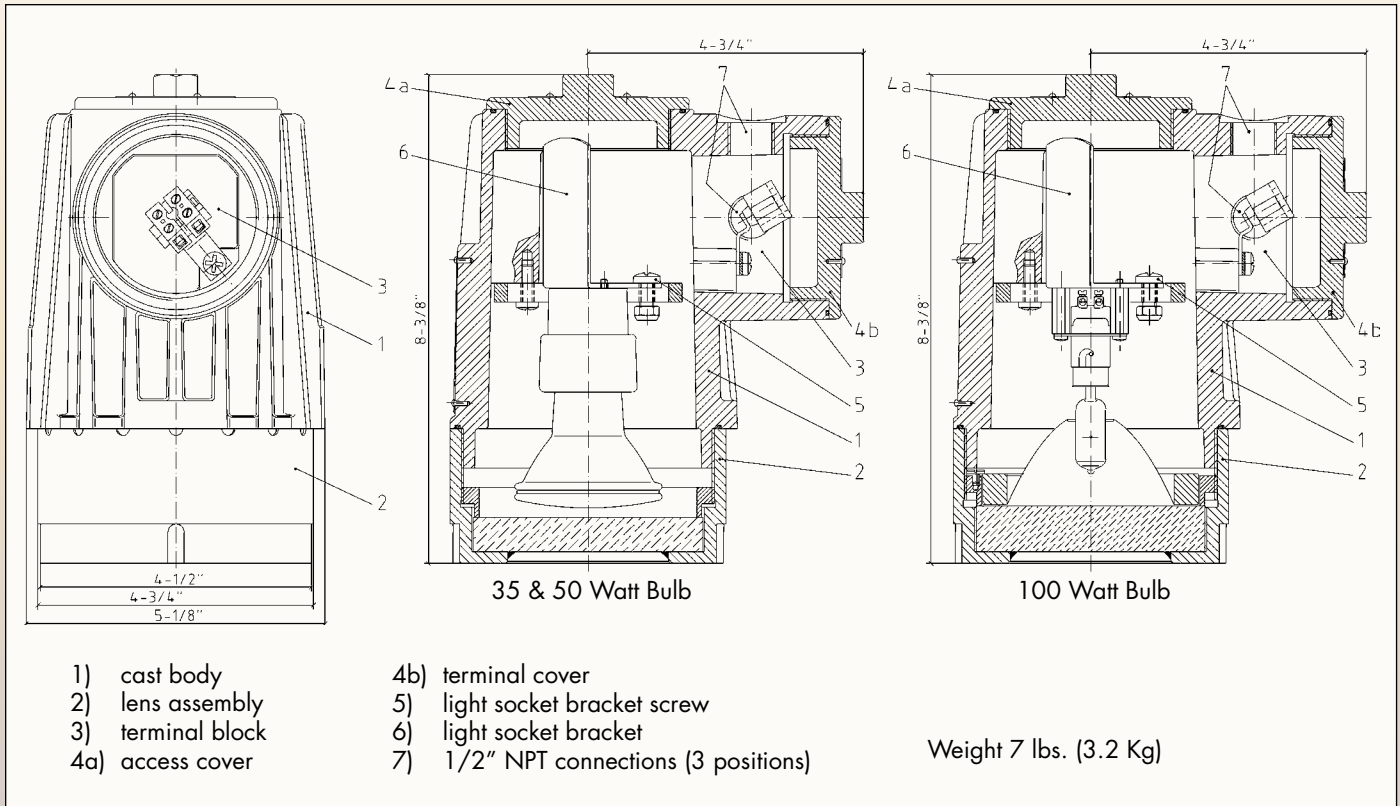 4-3/4"
4-3/4"
7
7
4a
4a
6
6
8-3/8"
8-3/8"
3
1
2
4b
3
5
1
2
4b
3
5
1
2
4-1/2"
4-3/4"
5-1/8"
35 & 50 Watt Bulb
100 Watt Bulb
1) cast body
2) lens assembly
3) terminal block
4a) access cover
4b) terminal cover
5) light socket bracket screw
6) light socket bracket
7) 1/2" NPT connections (3 positions)
Weight 7 lbs. (3.2 Kg)